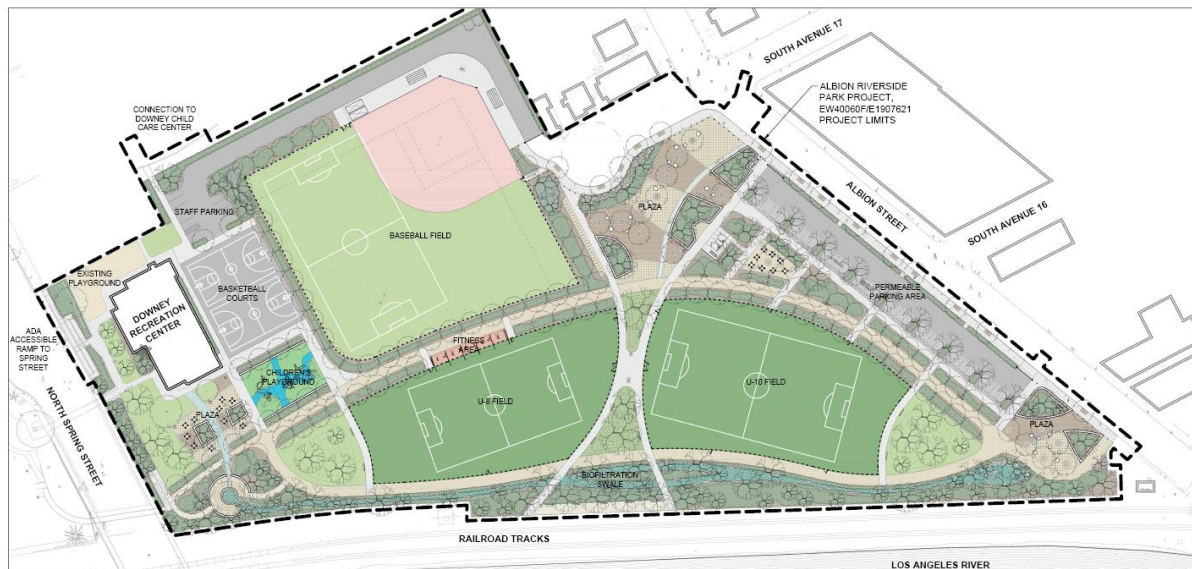 SOUTH AVENUE 17
ALBION RIVERSIDE
PARK PROJECT,
EW40060F/E1907621
PROJECT LIMITS
CONNECTION TO
DOWNEY CHILD
CARE CENTER
ALBION STREET
SOUTH AVENUE 16
STAFF PARKING
PLAZA
BASEBALL FIELD
EXISTING
PLAYGROUND
BASKETBALL
COURTS
PERMEABLE
PARKING AREA
DOWNEY
RECREATION
CENTER
ADA
ACCESSIBLE
RAMP TO
SPRING
STREET
FITNESS
AREA
CHILDREN'S
PLAYGROUND
U-10 FIELD
U-8 FIELD
NORTH SPRING STREET
PLAZA
PLAZA
BIOFILTRATION
SWALE
RAILROAD TRACKS
LOS ANGELES RIVER